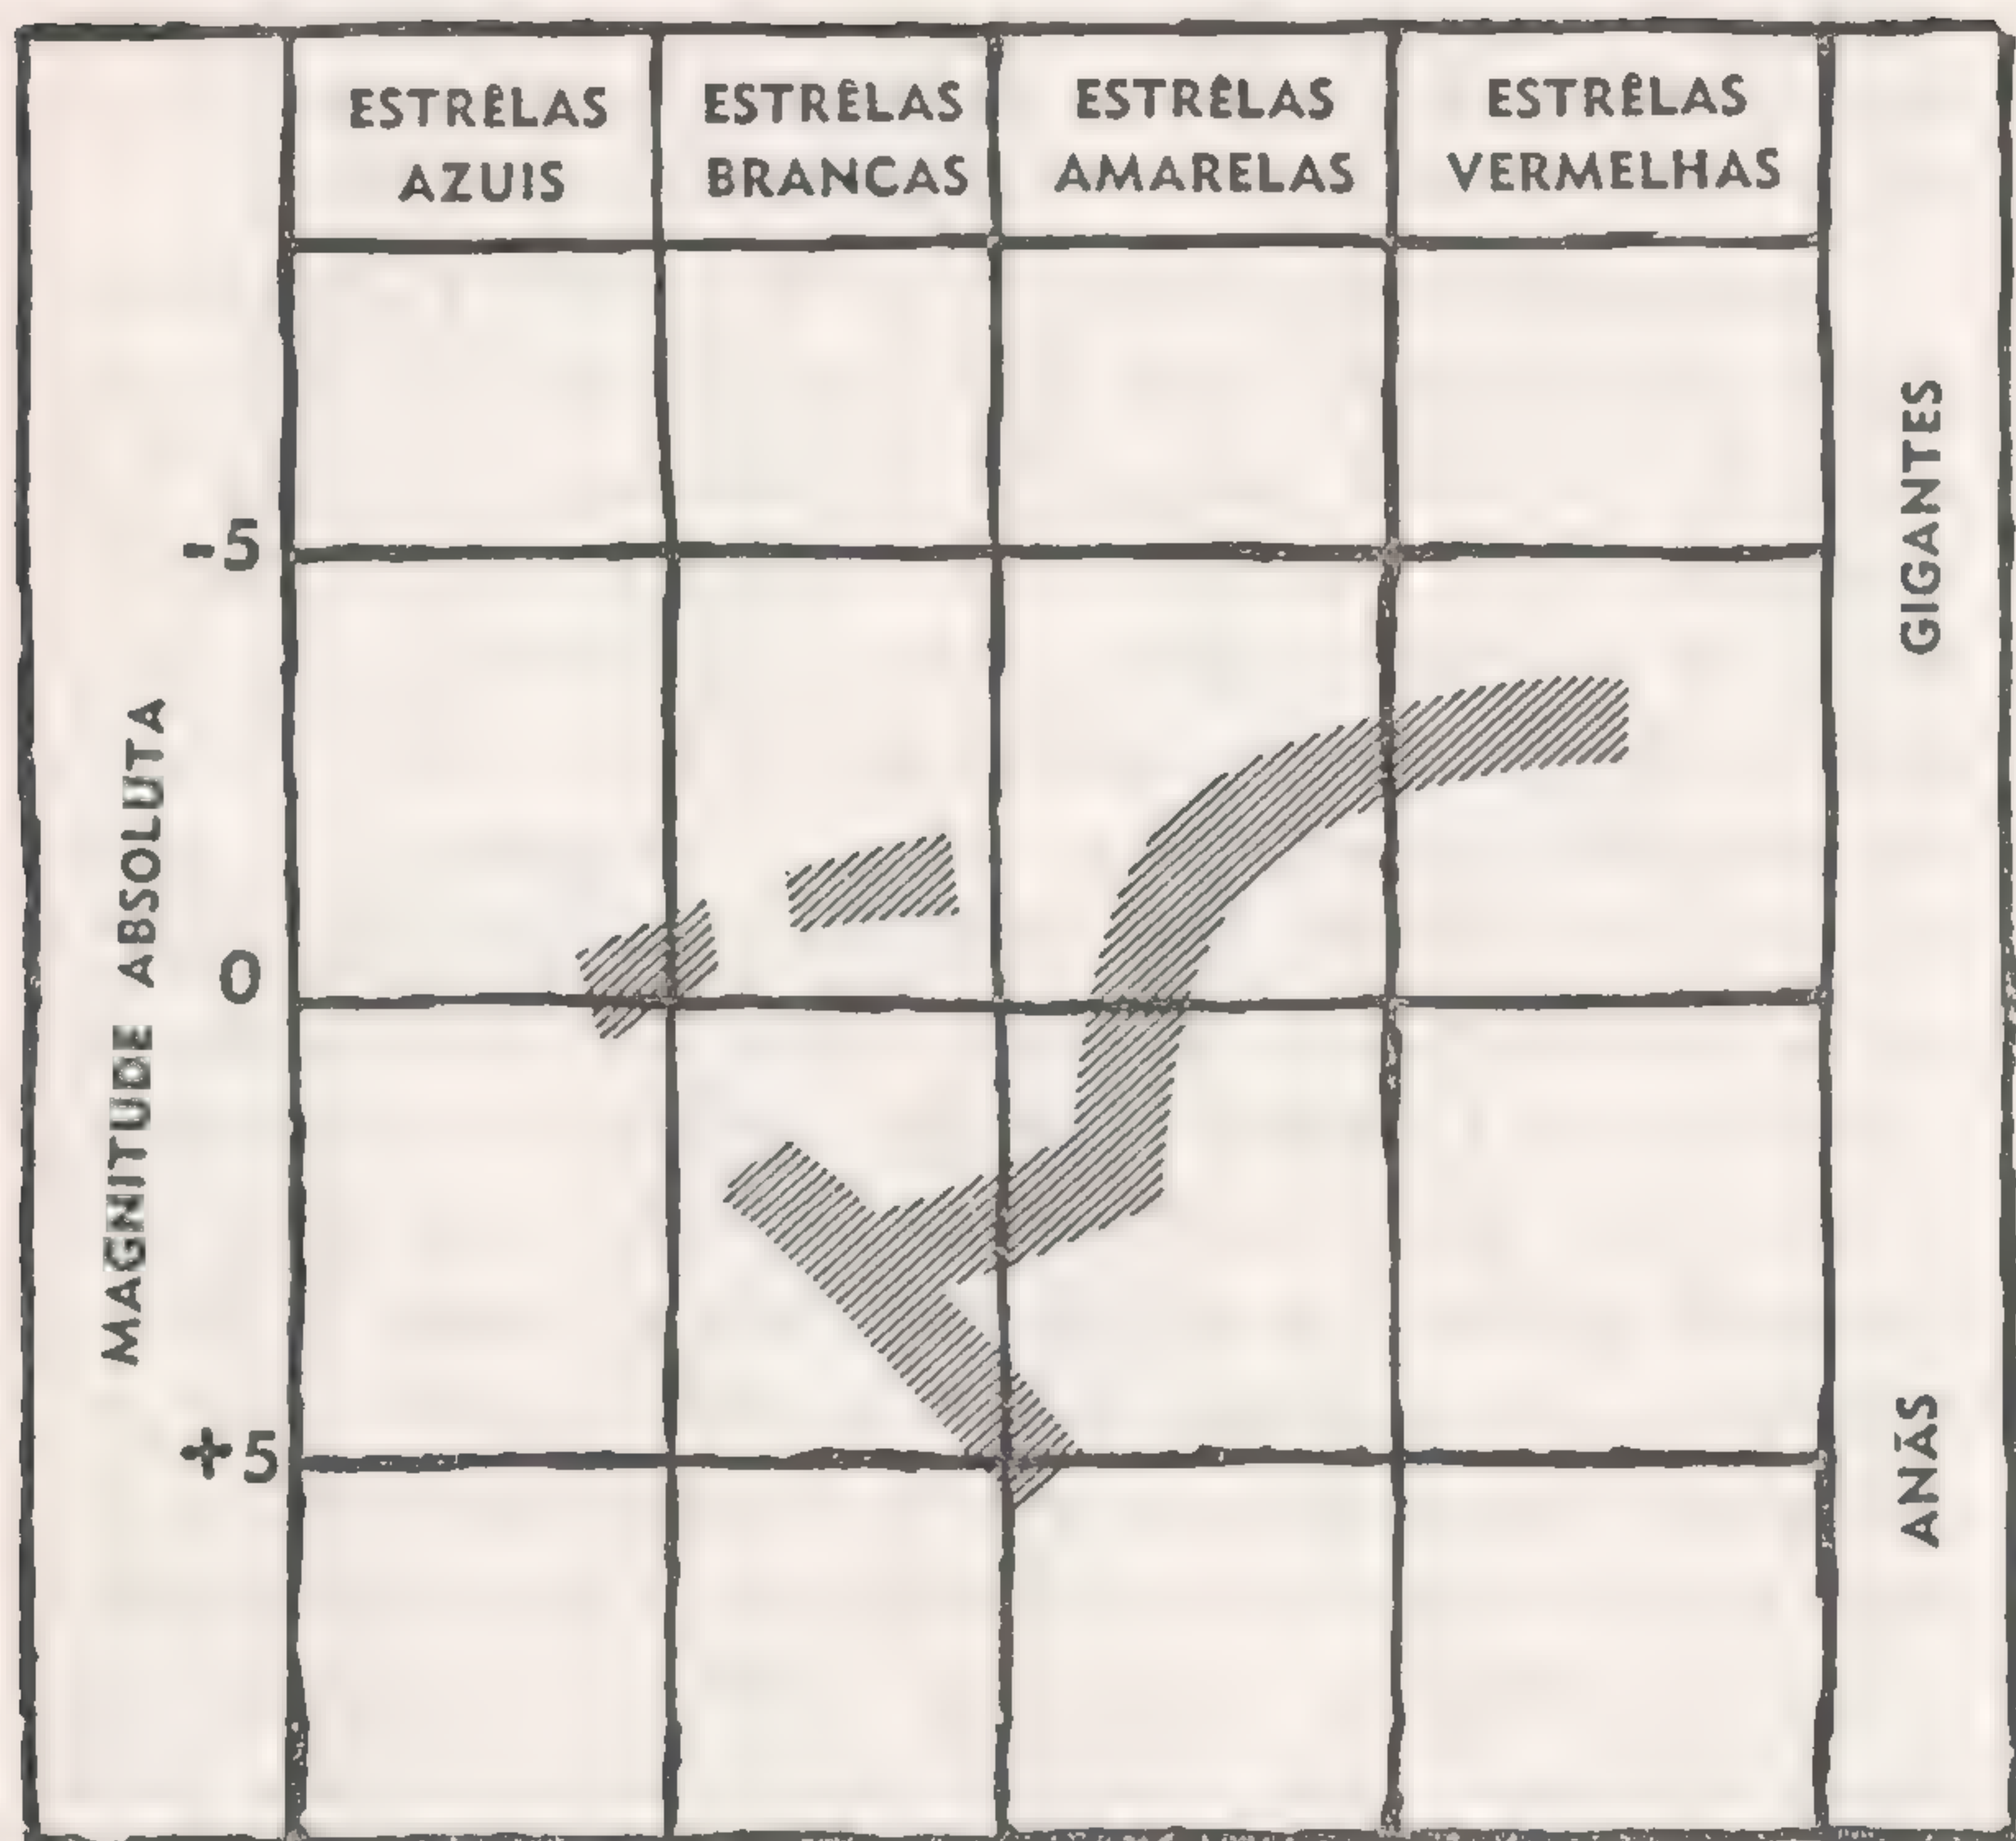 ESTRÊLAS
AZUIS
ESTRÊLAS
BRANCAS
ESTRÊLAS
AMARELAS
ESTRÊLAS
VERMELHAS
MAGNITUDE ABSOLUTA
-5
0
+5
GIGANTES
ANÃS